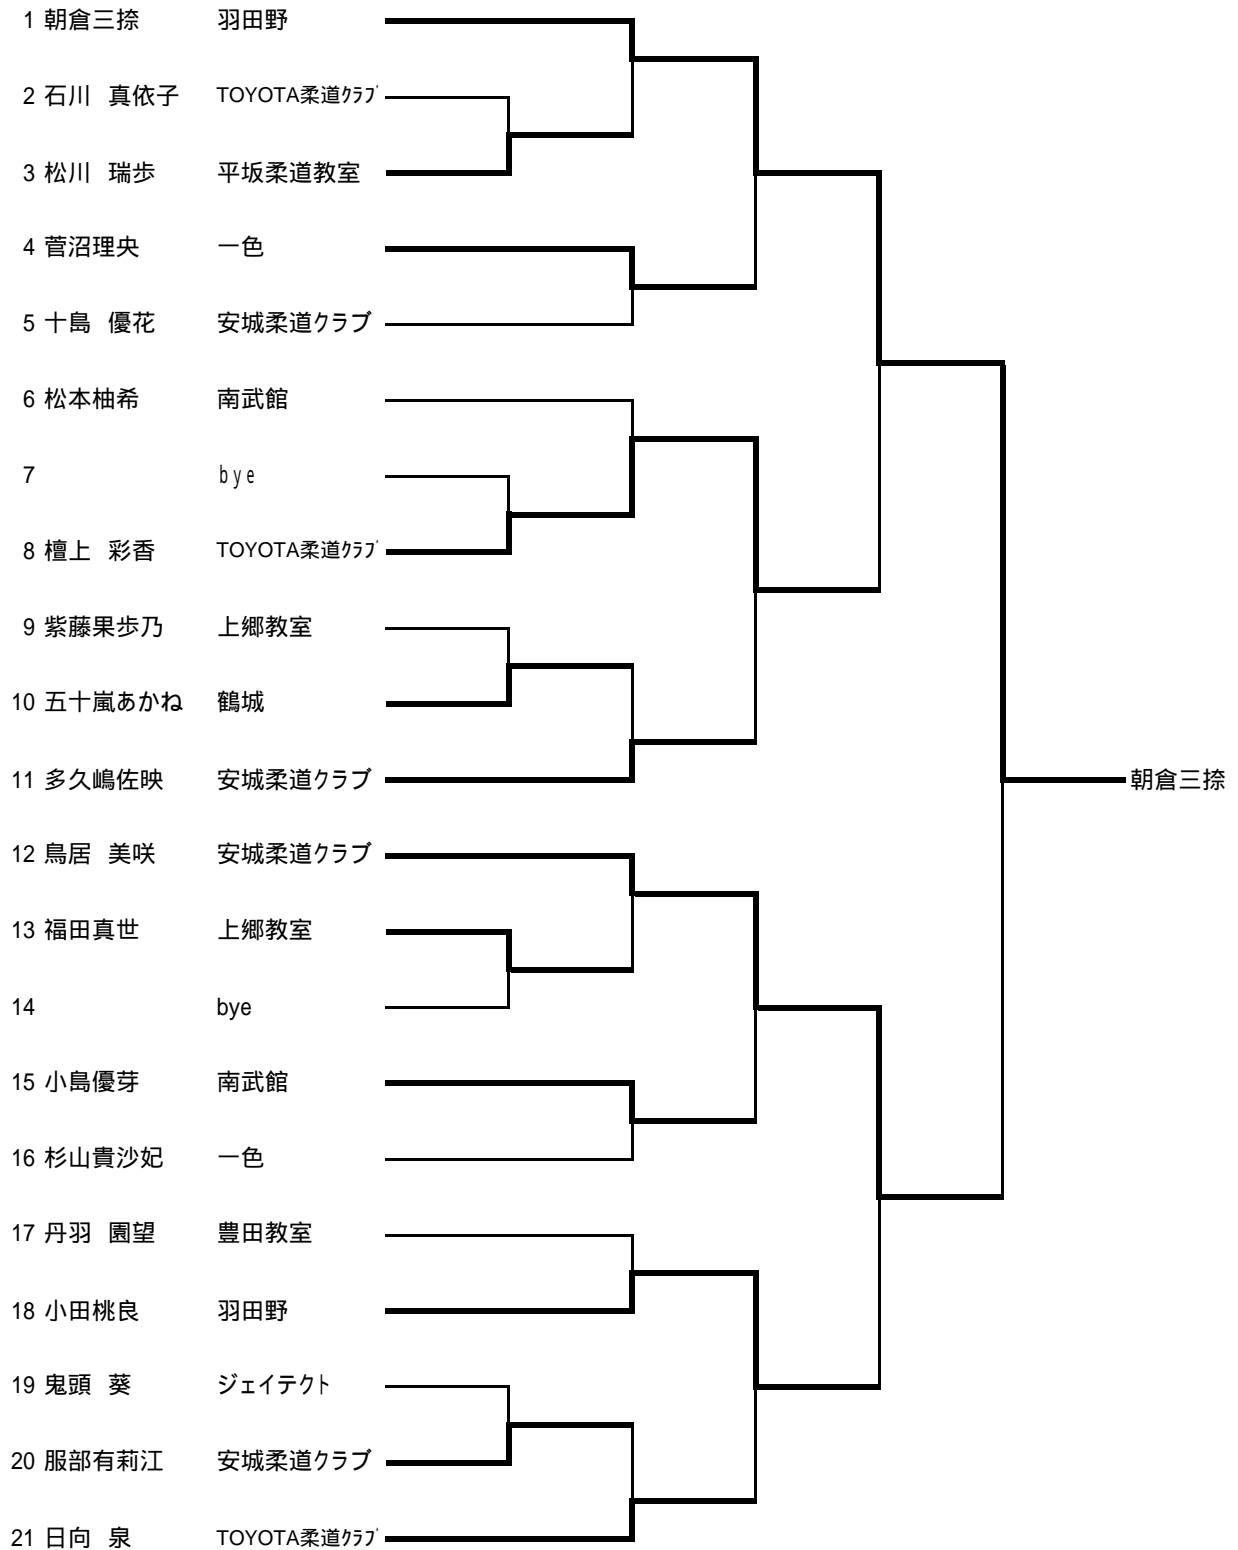 1 朝倉三捺 羽田野
2 石川 真依子 TOYOTA柔道ｸﾗﾌﾞ
3 松川 瑞歩 平坂柔道教室
4 菅沼理央 一色
5 十島 優花 安城柔道クラブ
6 松本柚希 南武館
7 ｂｙｅ
8 檀上 彩香 TOYOTA柔道ｸﾗﾌﾞ
9 紫藤果歩乃 上郷教室
10 五十嵐あかね 鶴城
11 多久嶋佐映 安城柔道クラブ
朝倉三捺
12 鳥居 美咲 安城柔道クラブ
13 福田真世 上郷教室
14 bye
15 小島優芽 南武館
16 杉山貴沙妃 一色
17 丹羽 園望 豊田教室
18 小田桃良 羽田野
19 鬼頭 葵 ジェイテクト
20 服部有莉江 安城柔道クラブ
21 日向 泉 TOYOTA柔道ｸﾗﾌﾞ